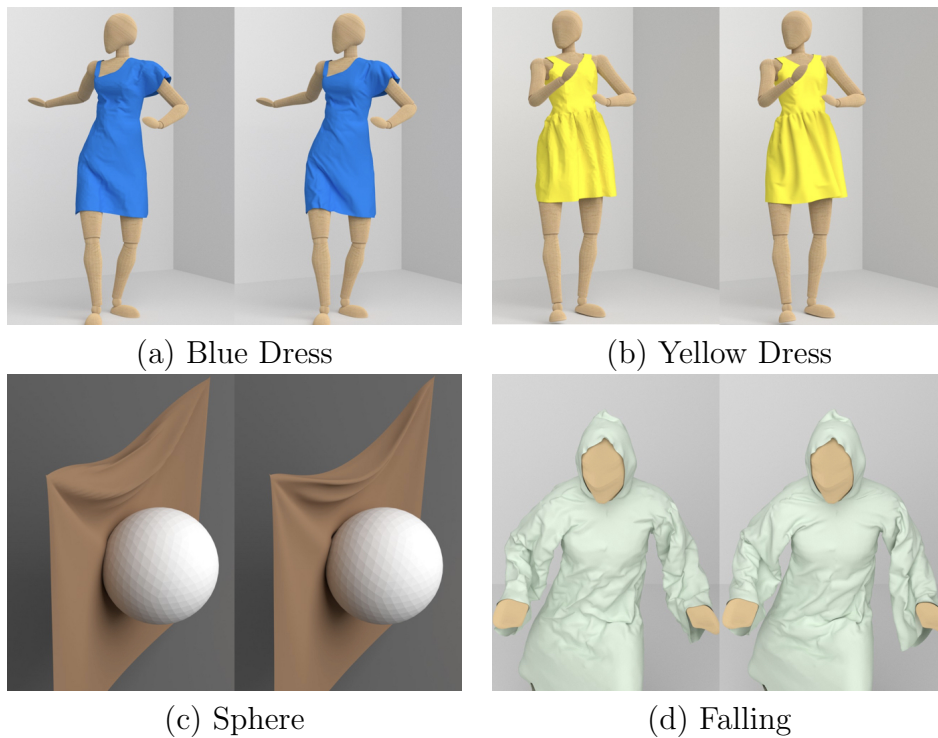 (a) Blue Dress
(b) Yellow Dress
(c) Sphere
(d) Falling